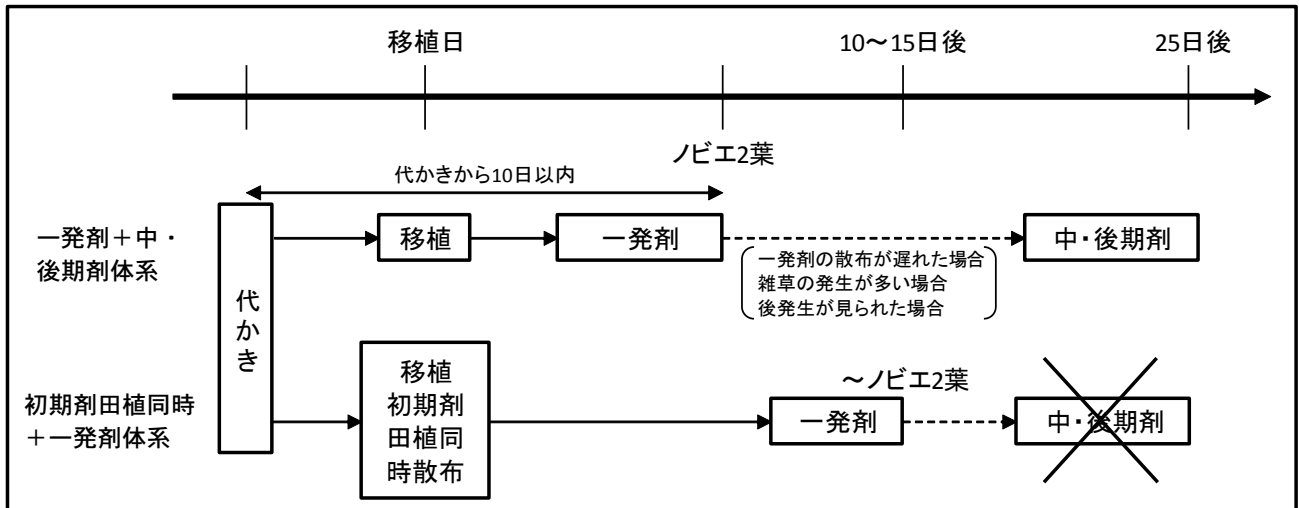 移植日
10～15日後
25日後
ノビエ2葉
代かきから10日以内
一発剤＋中・
後期剤体系
代かき
移植
一発剤
一発剤の散布が遅れた場合
雑草の発生が多い場合
後発生が見られた場合
中・後期剤
初期剤田植同時
＋一発剤体系
移植
初期剤
田植同
時散布
～ノビエ2葉
一発剤
中・後期剤